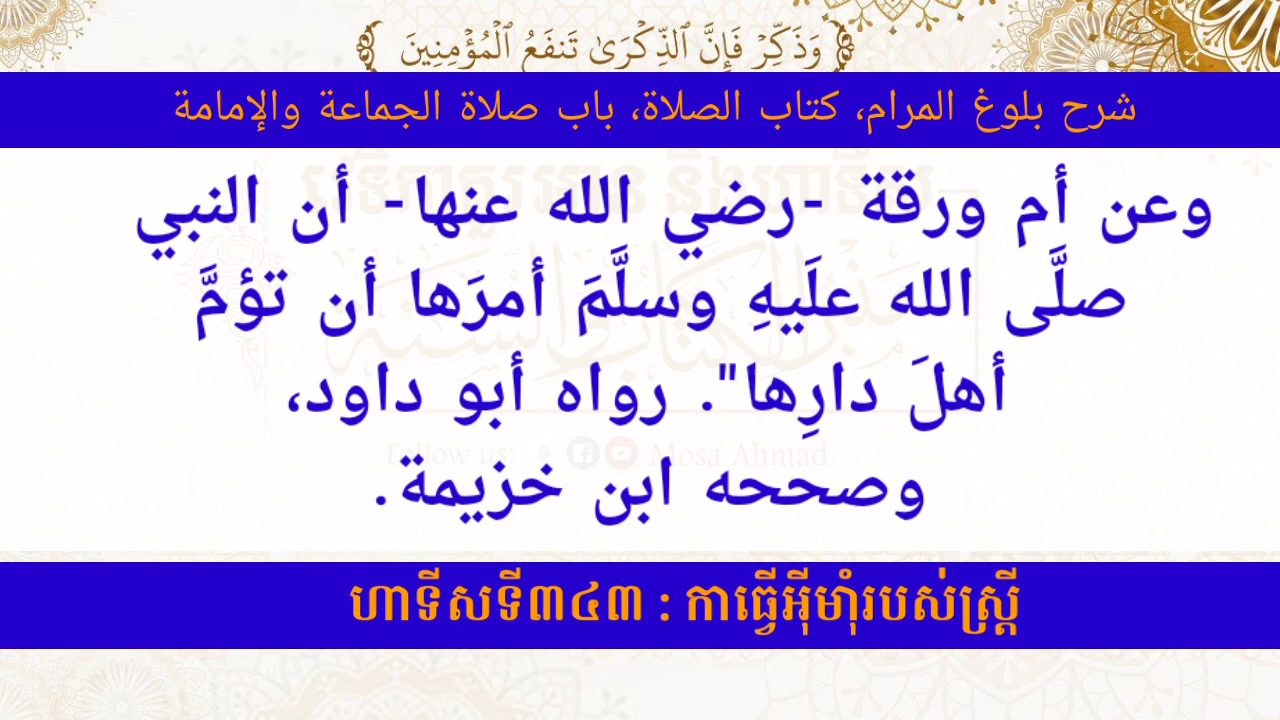 وَذَكِّرْ فَإِنَّ ٱلذِّكْرَىٰ تَنفَعُ ٱلْمُؤْمِنِينَ
شرح بلوغ المرام، كتاب الصلاة، باب صلاة الجماعة والإمامة
وعن أم ورقة -رضي الله عنها- أن النبي
صلَّى الله علَيهِ وسلَّمَ أمرَها أن تؤمَّ
أهلَ دارِها". رواه أبو داود،
وصححه ابن خزيمة.
Follow us: Mosa Ahmad
ហាទីសទី៣៤៣ : កាធ្វើអ៊ីមាំុរបស់ស្ត្រី